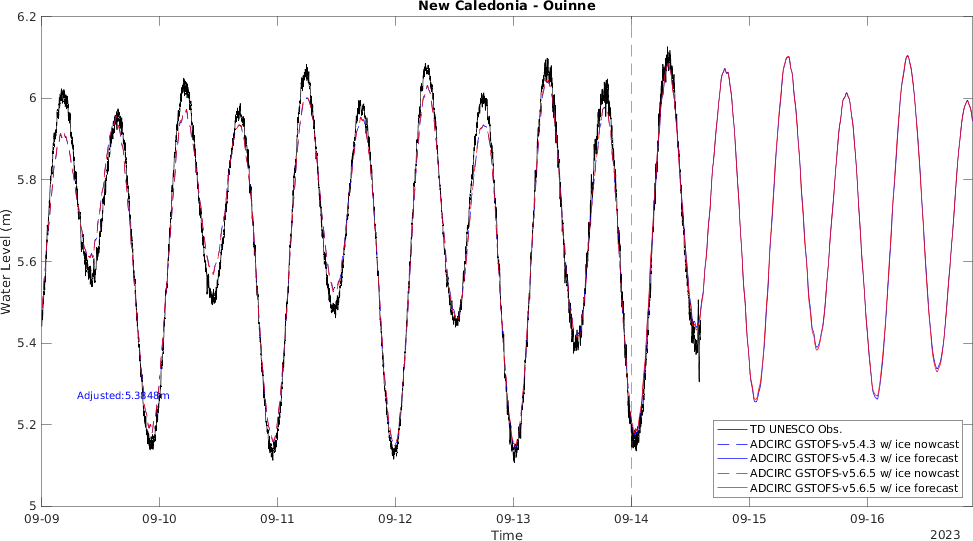 New Caledonia - Ouinne
6.2
6
5.8
5.6
5.4
5.2
5
Water Level (m)
Adjusted:5.3848m
TD UNESCO Obs.
ADCIRC GSTOFS-v5.4.3 w/ ice nowcast
ADCIRC GSTOFS-v5.4.3 w/ ice forecast
ADCIRC GSTOFS-v5.6.5 w/ ice nowcast
ADCIRC GSTOFS-v5.6.5 w/ ice forecast
09-09 09-10 09-11 09-12 09-13 09-14 09-15 09-16
Time
2023